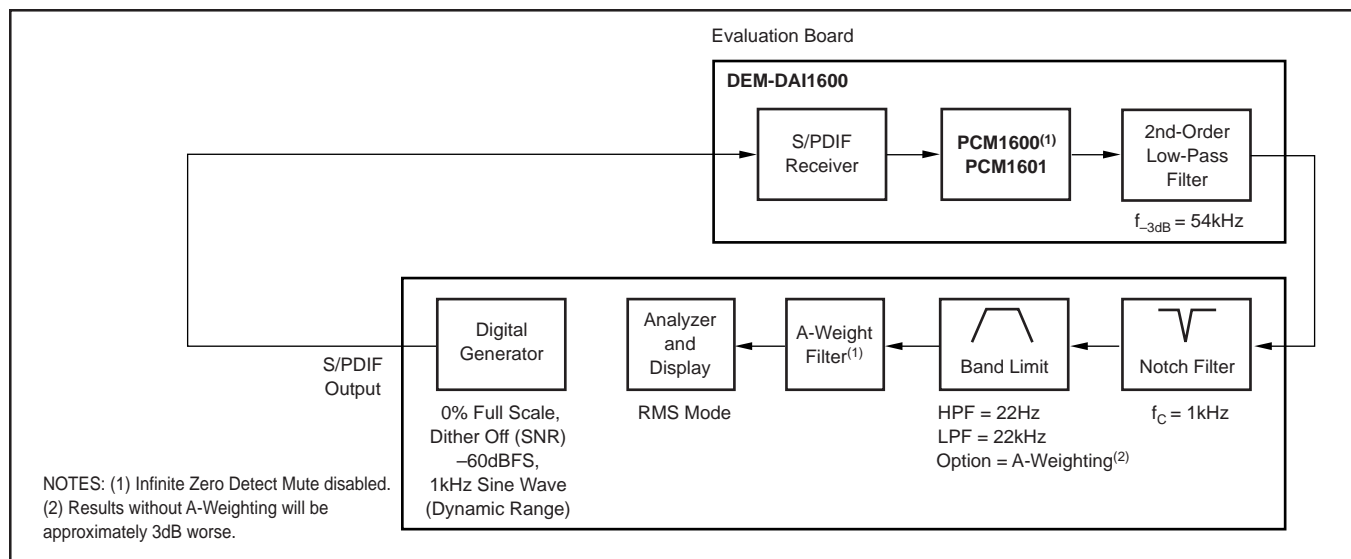 Evaluation Board
DEM-DAI1600
S/PDIF
Receiver
PCM1600(1)
PCM1601
2nd-Order
Low-Pass
Filter
f–3dB = 54kHz
S/PDIF
Output
Digital
Generator
0% Full Scale,
Dither Off (SNR)
–60dBFS,
1kHz Sine Wave
(Dynamic Range)
Analyzer
and
Display
RMS Mode
A-Weight
Filter(1)
Band Limit
HPF = 22Hz
LPF = 22kHz
Option = A-Weighting(2)
Notch Filter
fC = 1kHz
NOTES: (1) Infinite Zero Detect Mute disabled.
(2) Results without A-Weighting will be
approximately 3dB worse.